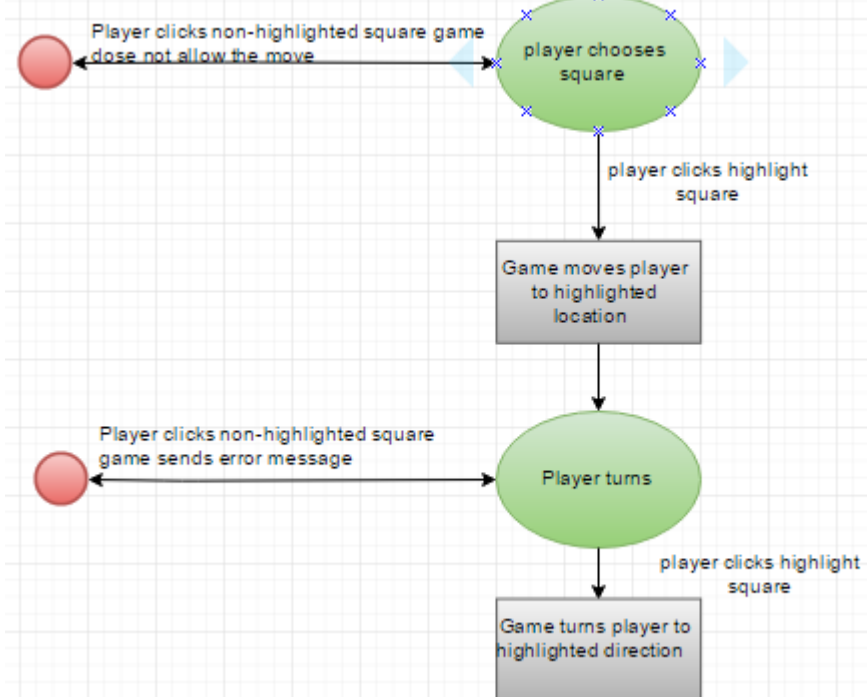 Player clicks non-highlighted square game
dose not allow the move
player chooses
square
player clicks highlight
square
Game moves player
to highlighted
location
Player clicks non-highlighted square
game sends error message
Player turns
player clicks highlight
square
Game turns player to
highlighted direction